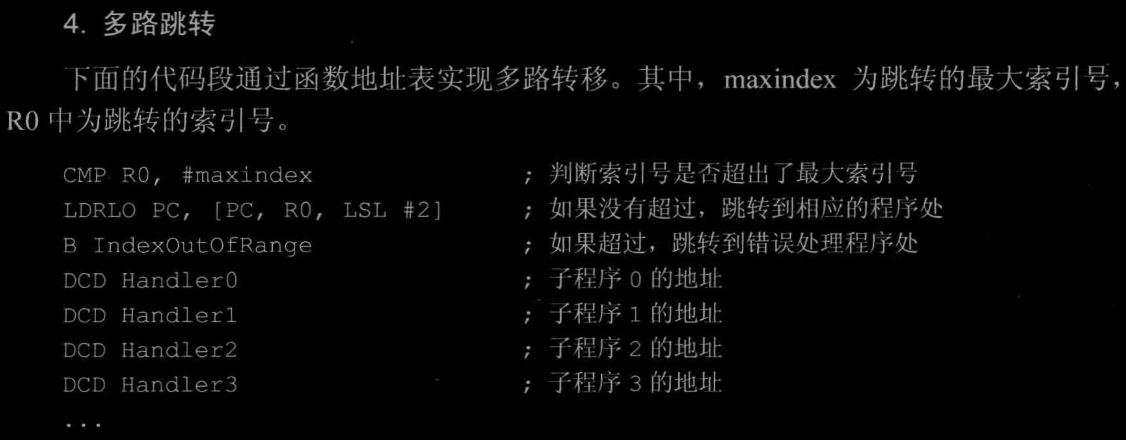 4. 多路跳转
下面的代码段通过函数地址表实现多路转移。其中，maxindex 为跳转的最大索引号，
R0 中为跳转的索引号。
CMP R0, #maxindex ; 判断索引号是否超出了最大索引号
LDRLO PC, [PC, R0, LSL #2] ; 如果没有超过，跳转到相应的程序处
B IndexOutOfRange ; 如果超过，跳转到错误处理程序处
DCD Handler0 ; 子程序 0 的地址
DCD Handler1 ; 子程序 1 的地址
DCD Handler2 ; 子程序 2 的地址
DCD Handler3 ; 子程序 3 的地址
...